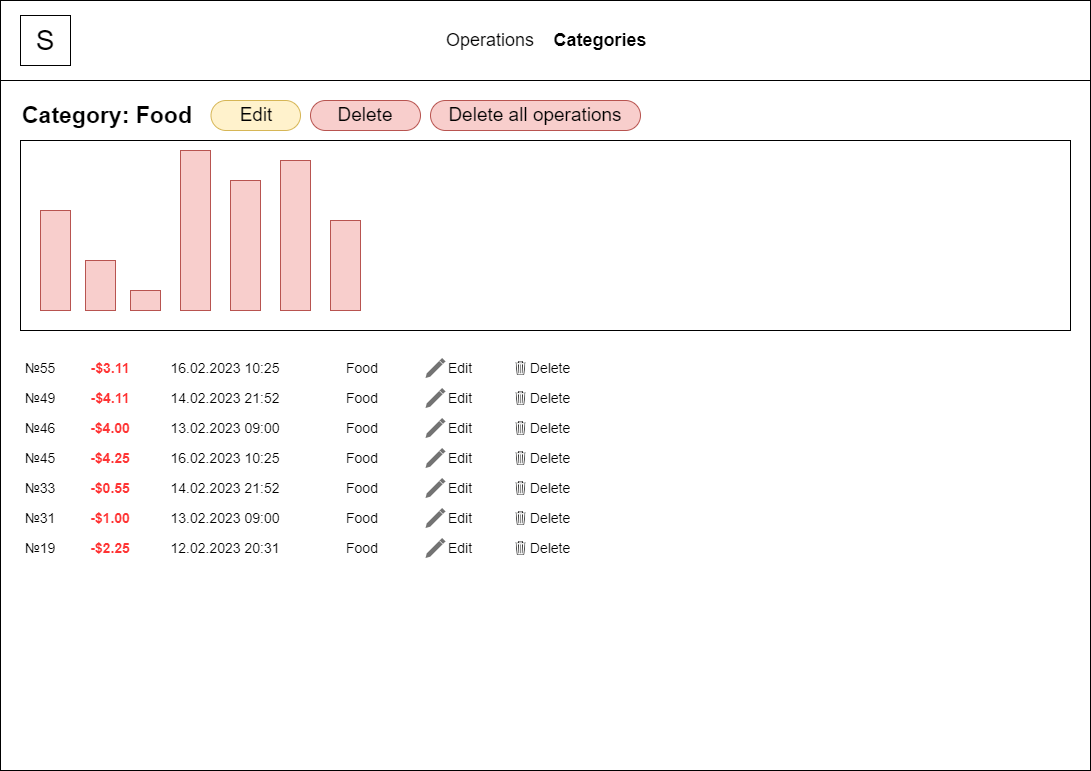 S
Operations Categories
Category: Food Edit Delete Delete all operations
№55 -$3.11 16.02.2023 10:25 Food Edit Delete
№49 -$4.11 14.02.2023 21:52 Food Edit Delete
№46 -$4.00 13.02.2023 09:00 Food Edit Delete
№45 -$4.25 16.02.2023 10:25 Food Edit Delete
№33 -$0.55 14.02.2023 21:52 Food Edit Delete
№31 -$1.00 13.02.2023 09:00 Food Edit Delete
№19 -$2.25 12.02.2023 20:31 Food Edit Delete